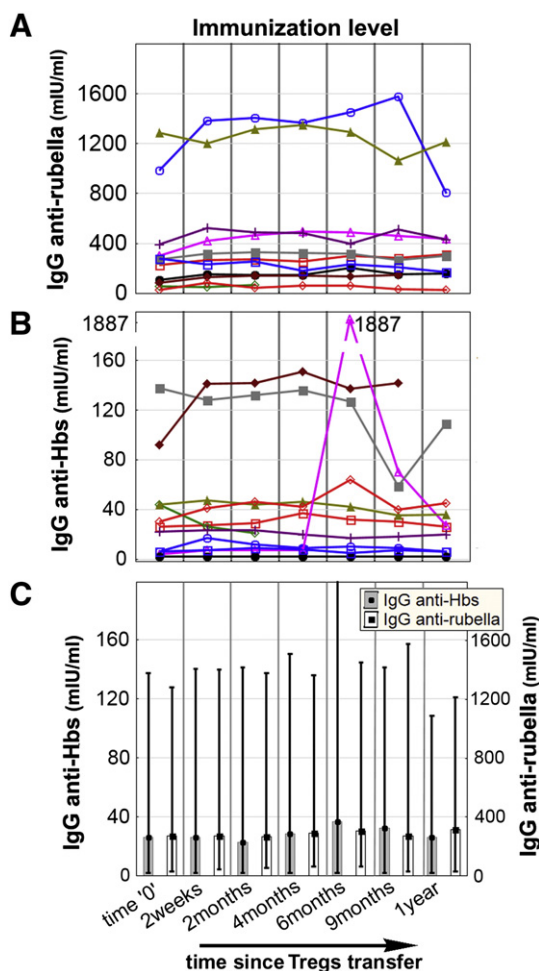 A
Immunization level
IgG anti-rubella (mIU/ml)
1600
1200
800
400
0
B
1887
1887
160
120
80
40
0
IgG anti-Hbs (mIU/ml)
C
IgG anti-Hbs
IgG anti-rubella
IgG anti-Hbs (mIU/ml)
160
120
80
40
0
1600
1200
800
400
0
IgG anti-rubella (mIU/ml)
time '0'
2weeks
2months
4months
6months
9months
1year
time since Tregs transfer